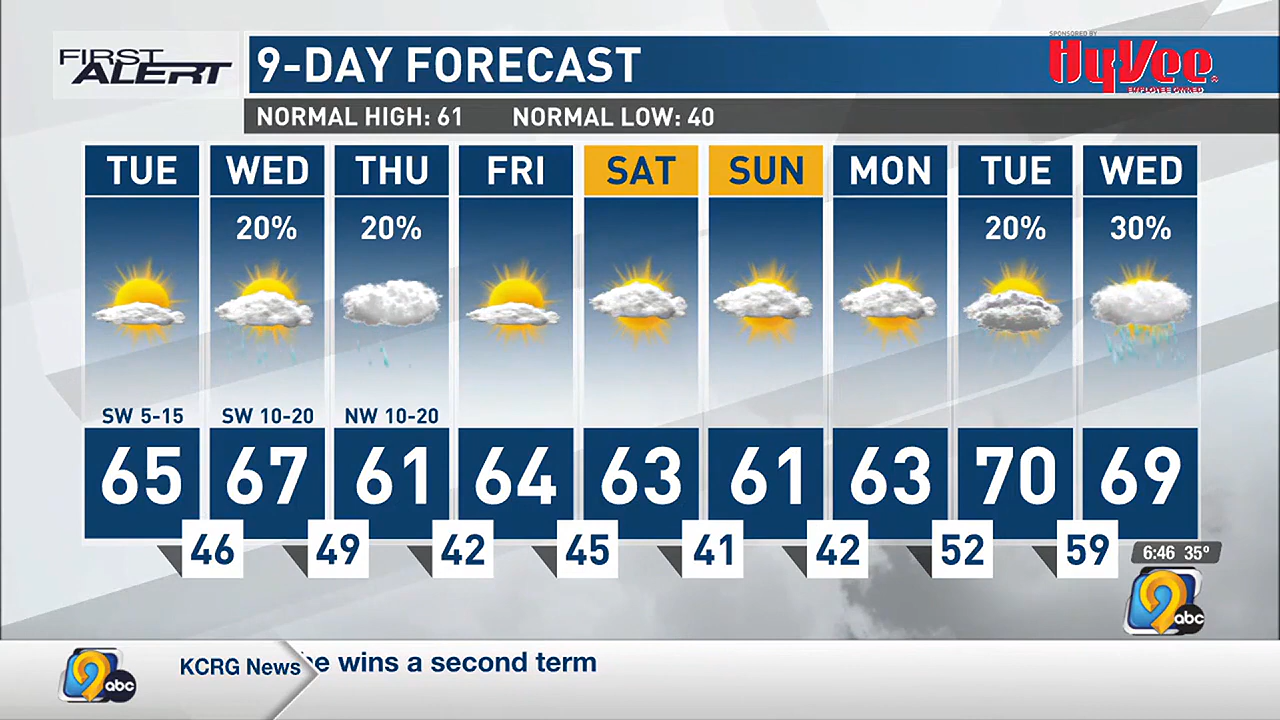 FIRST ALERT
9-DAY FORECAST
SPONSORED BY
HyVee
EMPLOYEE OWNED
NORMAL HIGH: 61 NORMAL LOW: 40
TUE WED THU FRI SAT SUN MON TUE WED
20% 20% 20% 30%
SW 5-15 SW 10-20 NW 10-20
65 67 61 64 63 61 63 70 69
46 49 42 45 41 42 52 59
6:46 35°
9 abc
9 abc
KCRG News
e wins a second term